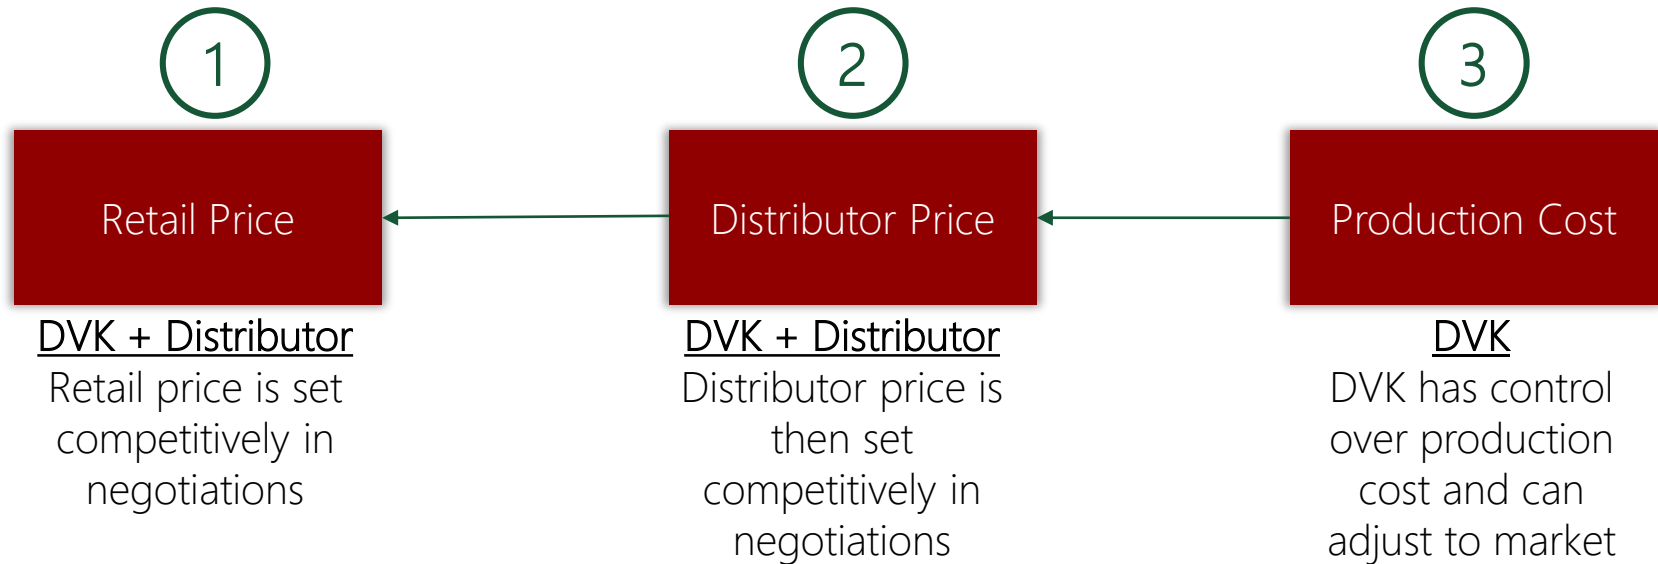 1
2
3
Retail Price
Distributor Price
Production Cost
DVK + Distributor
Retail price is set
competitively in
negotiations
DVK + Distributor
Distributor price is
then set
competitively in
negotiations
DVK
DVK has control
over production
cost and can
adjust to market